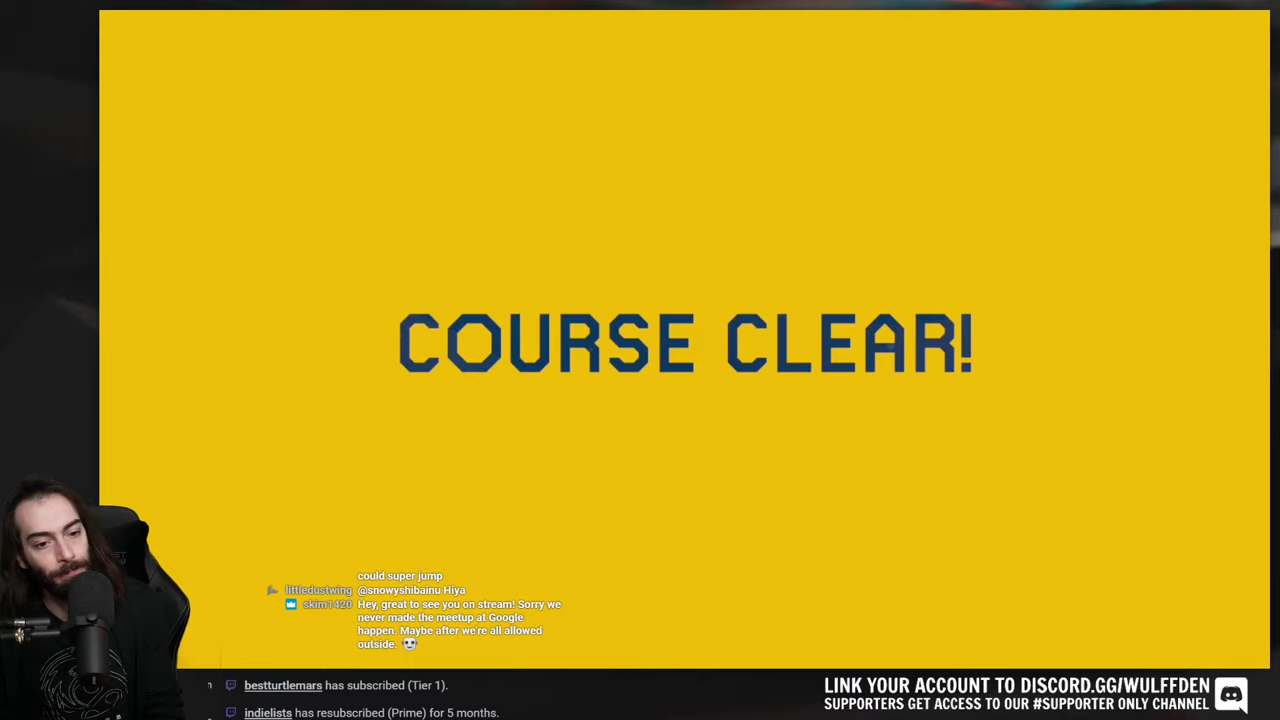 COURSE CLEAR!
could super jump
littledustwing @snowyshibainu Hiya
skim1420 Hey, great to see you on stream! Sorry we
never made the meetup at Google
happen. Maybe after we're all allowed
outside.
bestturtlemars has subscribed (Tier 1).
indielists has resubscribed (Prime) for 5 months.
LINK YOUR ACCOUNT TO DISCORD.GG/WULFFDEN
SUPPORTERS GET ACCESS TO OUR #SUPPORTER ONLY CHANNEL